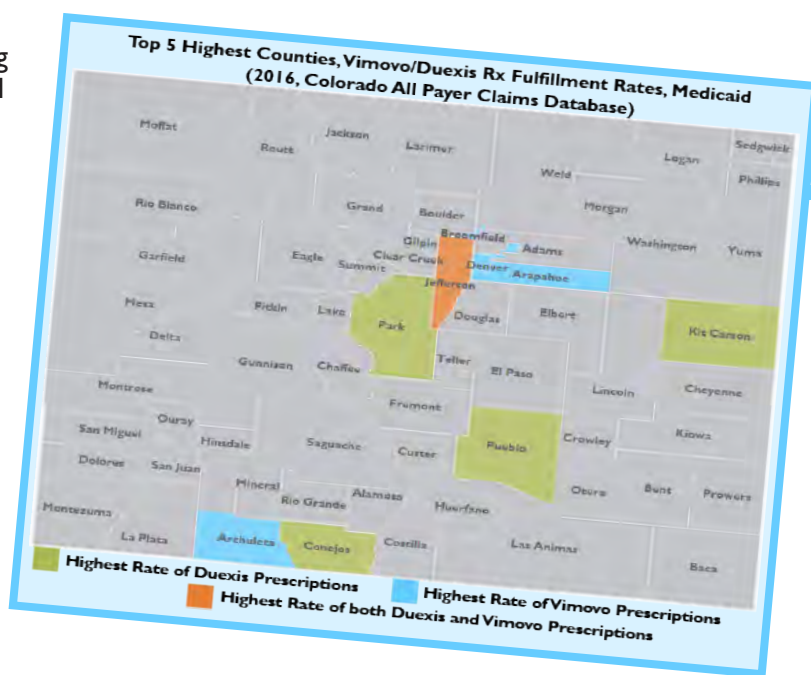 g
Top 5 Highest Counties, Vimovo/Duexis Rx Fulfillment Rates, Medicaid
(2016, Colorado All Payer Claims Database)
Moffat
Routt
Jackson
Larimer
Weld
Logan
Sedgwick
Phillips
Rio Blanco
Grand
Boulder
Morgan
Broomfield
Adams
Washington
Yuma
Garfield
Eagle
Summit
Gilpin
Clear Creek
Denver
Arapahoe
Jefferson
Mesa
Pitkin
Lake
Park
Douglas
Elbert
Kit Carson
Delta
Gunnison
Chaffee
Teller
El Paso
Lincoln
Cheyenne
Montrose
Fremont
Ouray
San Miguel
Hinsdale
Saguache
Custer
Pueblo
Crowley
Kiowa
Dolores
San Juan
Mineral
Rio Grande
Alamosa
Huerfano
Otero
Bent
Prowers
Montezuma
La Plata
Archuleta
Conejos
Costilla
Las Animas
Baca
Highest Rate of Duexis Prescriptions
Highest Rate of Vimovo Prescriptions
Highest Rate of both Duexis and Vimovo Prescriptions